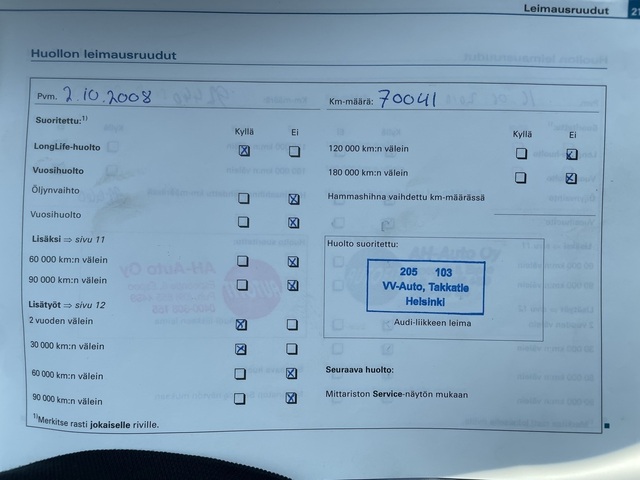 Leimausruudut 21
Huollon leimausruudut
Pvm. 2.10.2008
Km-määrä: 70041
Suoritettu:1)
Kyllä Ei
Kyllä Ei
LongLife-huolto
120 000 km:n välein
Vuosihuolto
180 000 km:n välein
Öljynvaihto
Hammashihna vaihdettu km-määrässä
Vuosihuolto
Lisäksi ⇒ sivu 11
Huolto suoritettu:
60 000 km:n välein
90 000 km:n välein
205 103
VV-Auto, Takkatie
Helsinki
Lisätyöt ⇒ sivu 12
2 vuoden välein
Audi-liikkeen leima
30 000 km:n välein
60 000 km:n välein
Seuraava huolto:
90 000 km:n välein
Mittariston Service-näytön mukaan
1)Merkitse rasti jokaiselle riville.